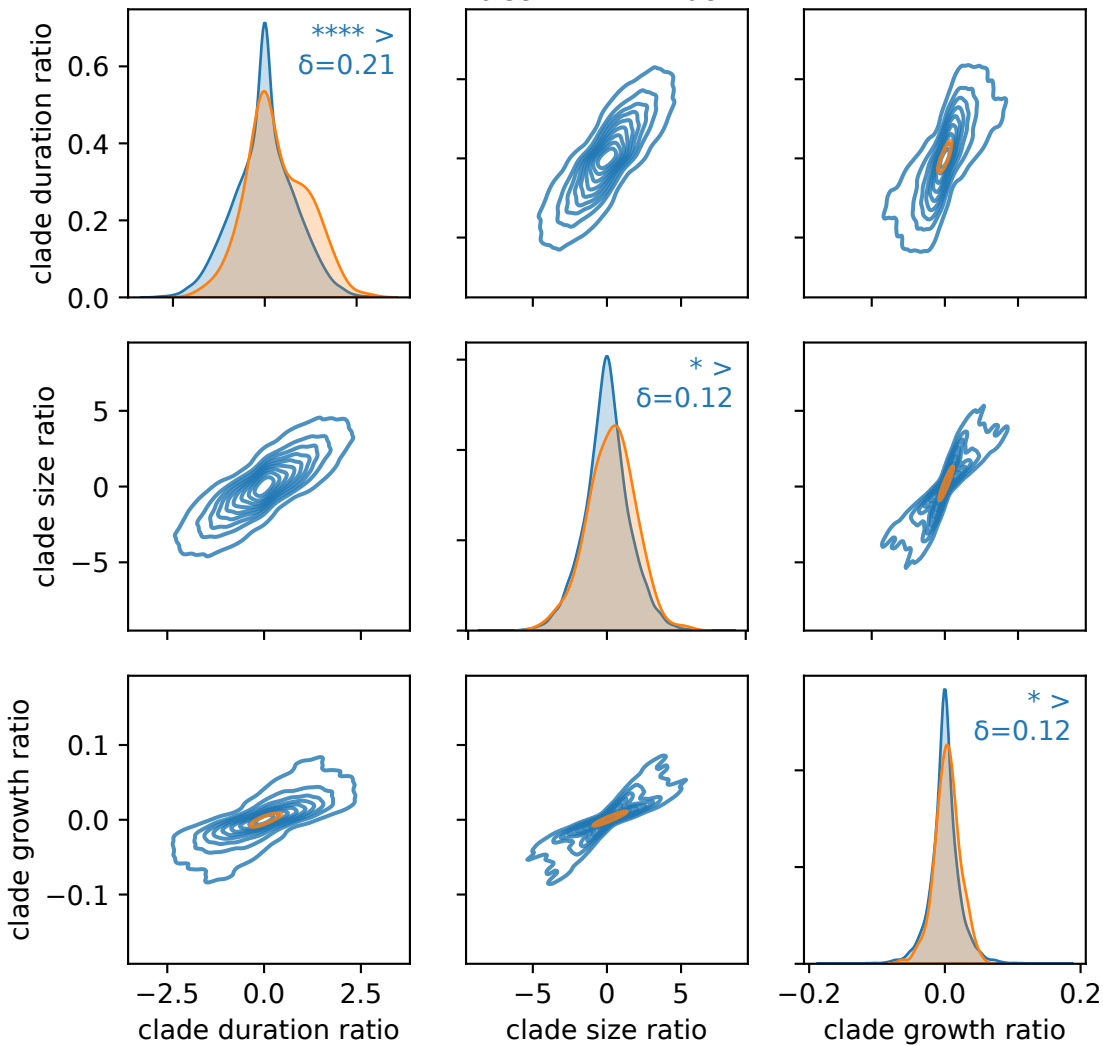 clade duration ratio
0.6
0.4
0.2
0.0
**** >
δ=0.21
clade size ratio
5
0
−5
* >
δ=0.12
clade growth ratio
0.1
0.0
−0.1
* >
δ=0.12
−2.5 0.0 2.5
−5 0 5
−0.2 0.0 0.2
clade duration ratio
clade size ratio
clade growth ratio